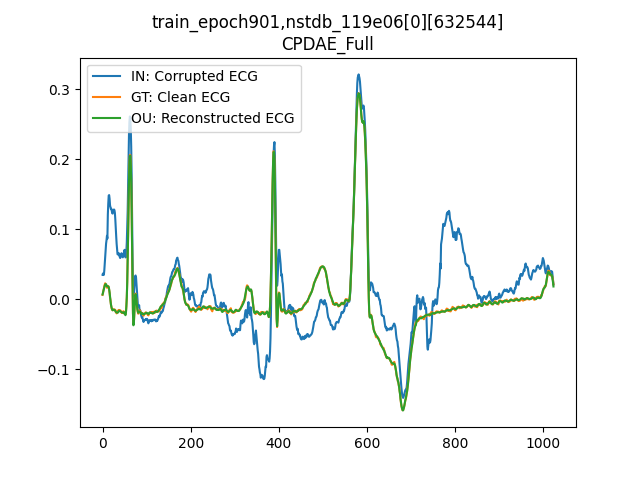 train_epoch901,nstdb_119e06[0][632544]
CPDAE_Full
IN: Corrupted ECG
GT: Clean ECG
OU: Reconstructed ECG
0.3
0.2
0.1
0.0
−0.1
0 200 400 600 800 1000